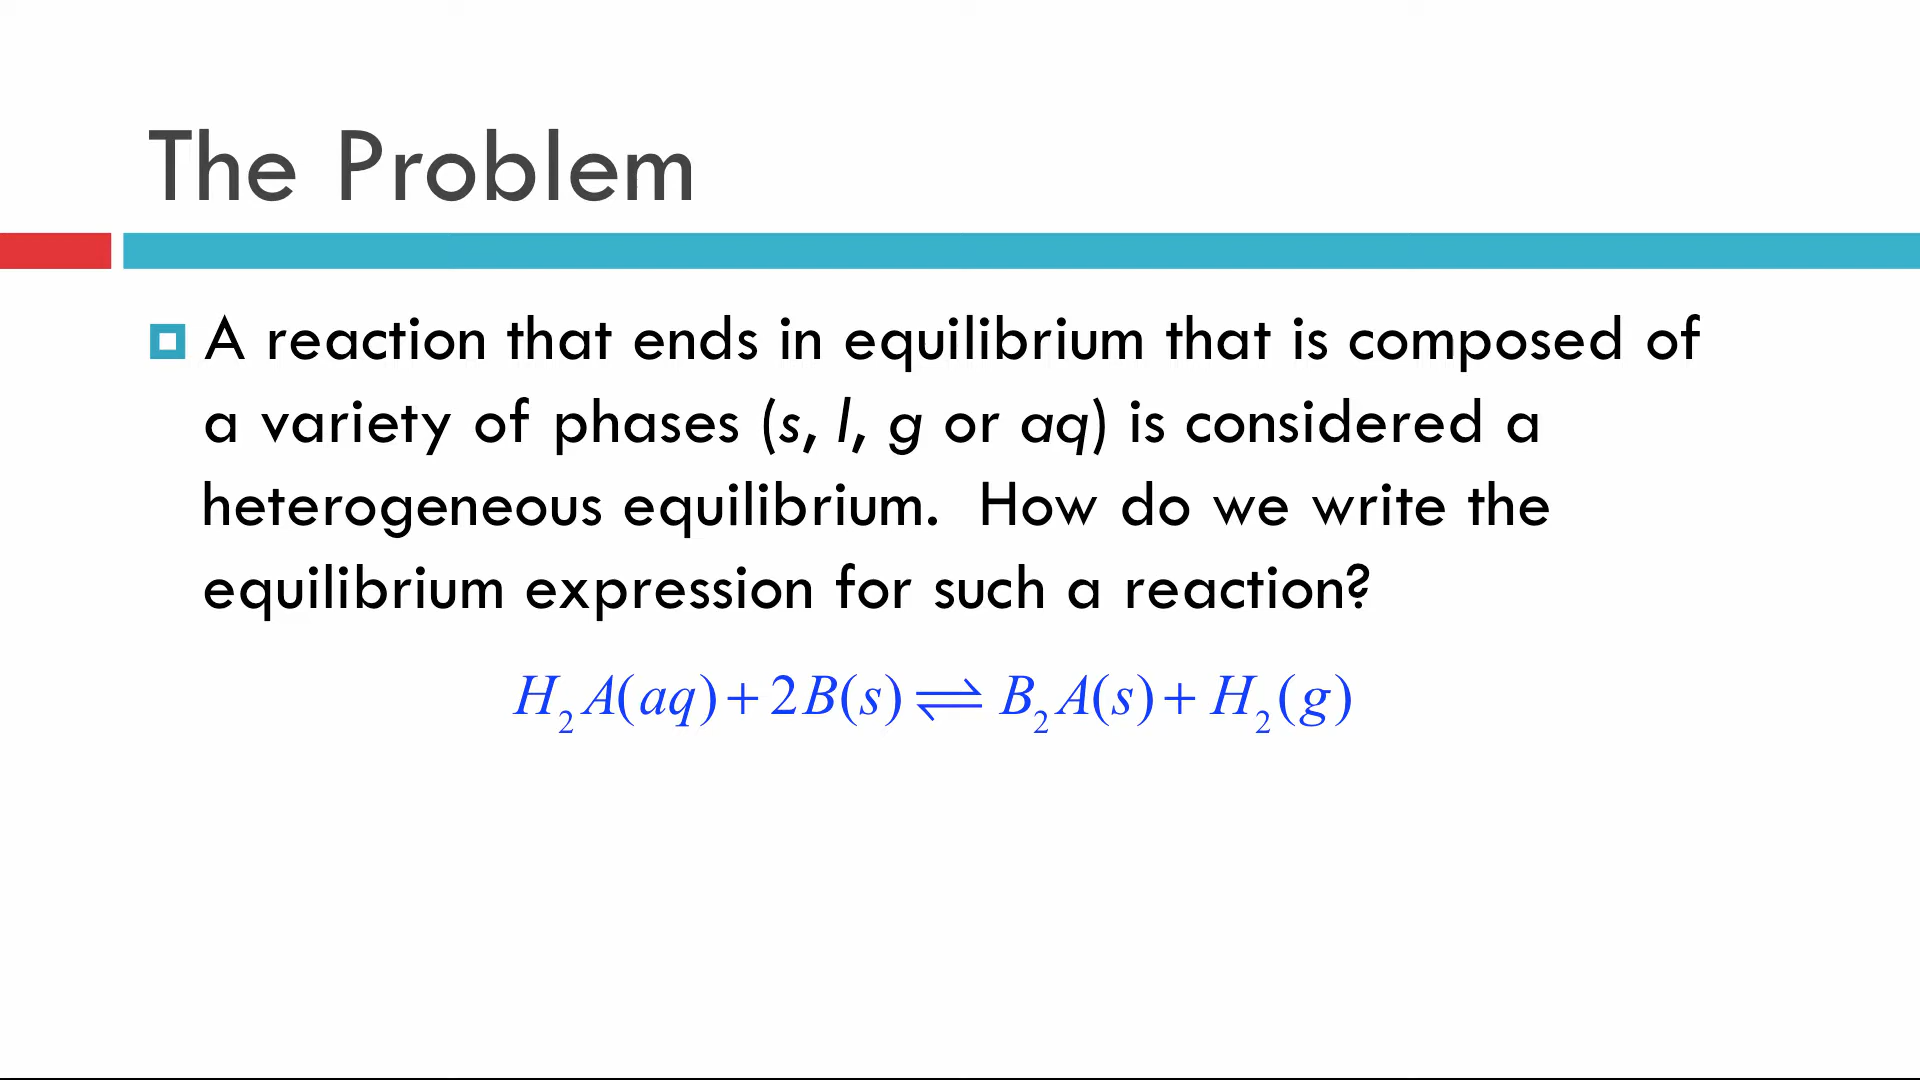 The Problem
A reaction that ends in equilibrium that is composed of
a variety of phases (s, l, g or aq) is considered a
heterogeneous equilibrium.  How do we write the
equilibrium expression for such a reaction?
H₂A(aq)+2B(s)⇌B₂A(s)+H₂(g)